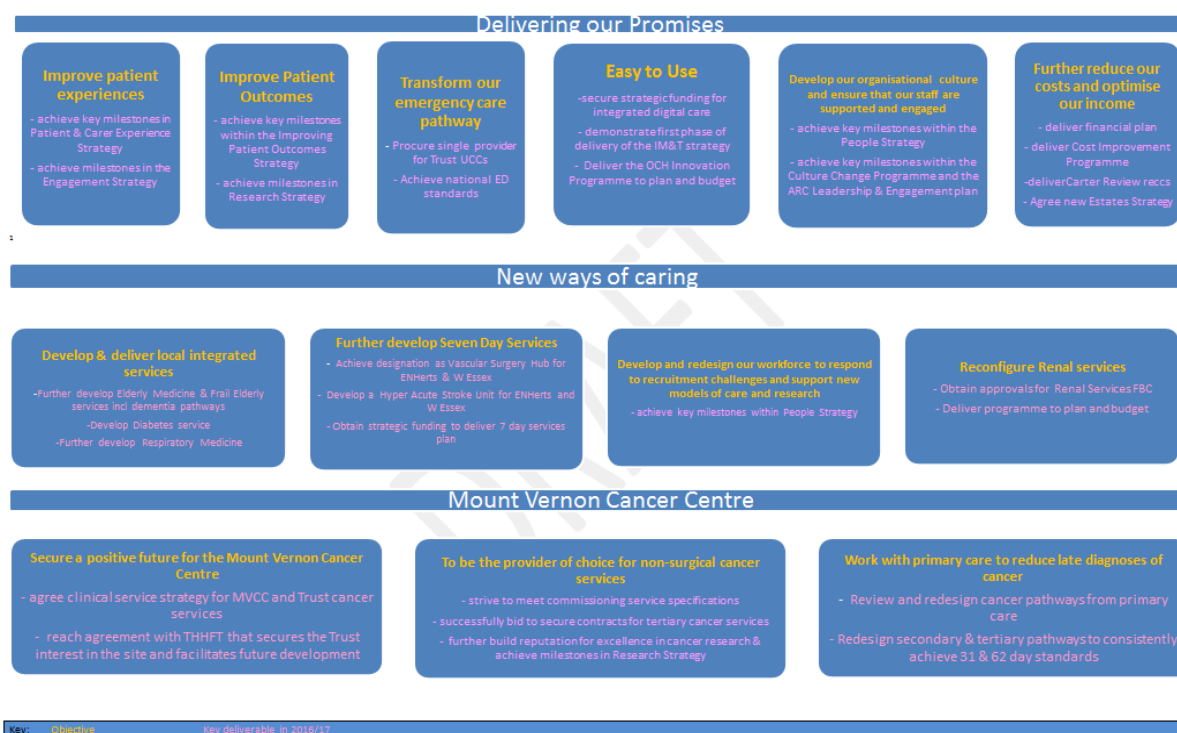 Delivering our Promises
Improve patient
experiences
- achieve key milestones in
Patient & Carer Experience
Strategy
- achieve milestones in the
Engagement Strategy
Improve Patient
Outcomes
- achieve key milestones
within the Improving
Patient Outcomes
Strategy
- achieve milestones in
Research Strategy
Transform our
emergency care
pathway
- Procure single provider
for Trust UCCs
- Achieve national ED
standards
Easy to Use
-secure strategic funding for
integrated digital care
- demonstrate first phase of
delivery of the IM&T strategy
- Deliver the OCH Innovation
Programme to plan and budget
Develop our organisational culture
and ensure that our staff are
supported and engaged
- achieve key milestones within the
People Strategy
- achieve key milestones within the
Culture Change Programme and the
ARC Leadership & Engagement plan
Further reduce our
costs and optimise
our income
- deliver financial plan
- deliver Cost Improvement
Programme
-deliverCarter Review reccs
- Agree new Estates Strategy
1
New ways of caring
Develop & deliver local integrated
services
-Further develop Elderly Medicine & Frail Elderly
services incl dementia pathways
-Develop Diabetes service
-Further develop Respiratory Medicine
Further develop Seven Day Services
- Achieve designation as Vascular Surgery Hub for
ENHerts & W Essex
- Develop a Hyper Acute Stroke Unit for ENHerts and
W Essex
- Obtain strategic funding to deliver 7 day services
plan
Develop and redesign our workforce to respond
to recruitment challenges and support new
models of care and research
- achieve key milestones within People Strategy
Reconfigure Renal services
- Obtain approvals for Renal Services FBC
- Deliver programme to plan and budget
DRAFT
Mount Vernon Cancer Centre
Secure a positive future for the Mount Vernon Cancer
Centre
- agree clinical service strategy for MVCC and Trust cancer
services
- reach agreement with THHFT that secures the Trust
interest in the site and facilitates future development
To be the provider of choice for non-surgical cancer
services
- strive to meet commissioning service specifications
- successfully bid to secure contracts for tertiary cancer services
- further build reputation for excellence in cancer research &
achieve milestones in Research Strategy
Work with primary care to reduce late diagnoses of
cancer
- Review and redesign cancer pathways from primary
care
- Redesign secondary & tertiary pathways to consistently
achieve 31 & 62 day standards
Key: Objective Key deliverable in 2016/17